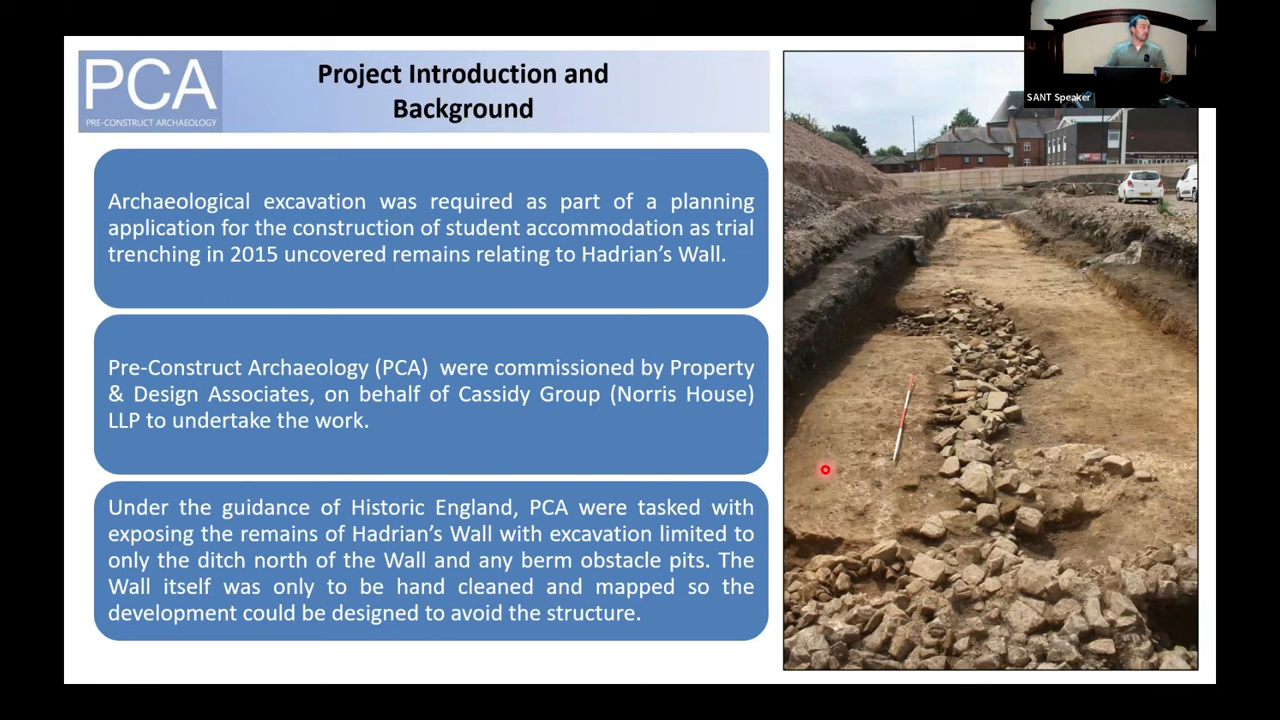 PCA
PRE-CONSTRUCT ARCHAEOLOGY
Project Introduction and
Background
SANT Speaker
Archaeological excavation was required as part of a planning
application for the construction of student accommodation as trial
trenching in 2015 uncovered remains relating to Hadrian’s Wall.
Pre-Construct Archaeology (PCA) were commissioned by Property
& Design Associates, on behalf of Cassidy Group (Norris House)
LLP to undertake the work.
Under the guidance of Historic England, PCA were tasked with
exposing the remains of Hadrian’s Wall with excavation limited to
only the ditch north of the Wall and any berm obstacle pits. The
Wall itself was only to be hand cleaned and mapped so the
development could be designed to avoid the structure.